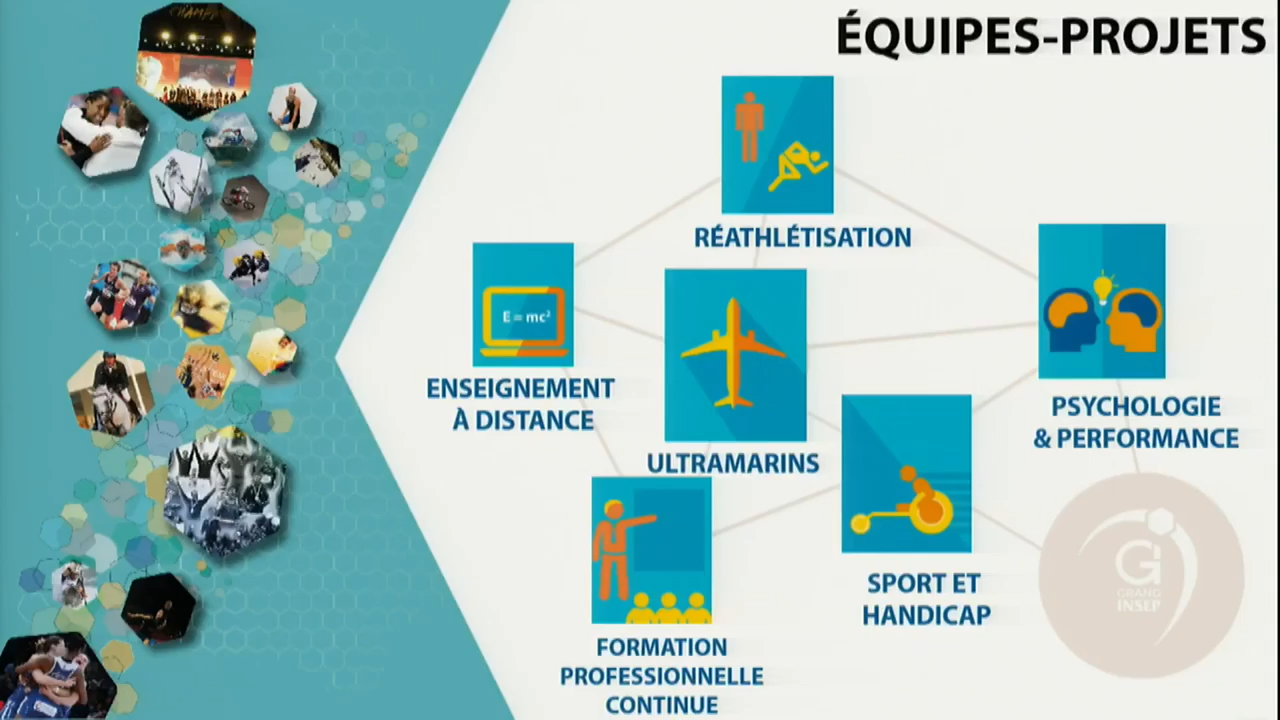 ÉQUIPES-PROJETS
RÉATHLÉTISATION
E = mc²
ENSEIGNEMENT
À DISTANCE
ULTRAMARINS
PSYCHOLOGIE
& PERFORMANCE
SPORT ET
HANDICAP
FORMATION
PROFESSIONNELLE
CONTINUE
G
GRAND
INSEP